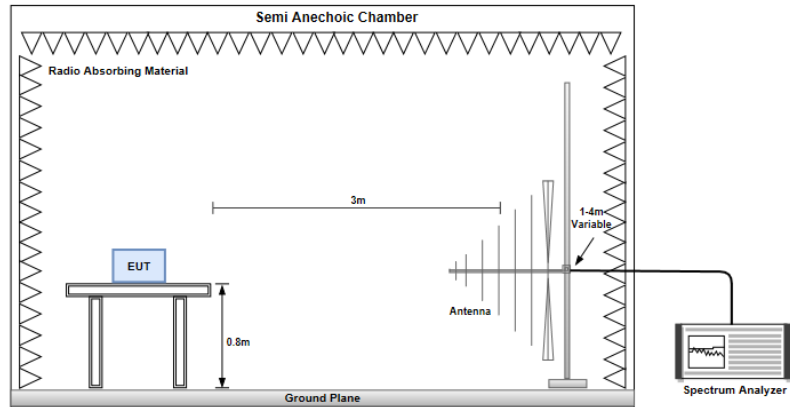 Semi Anechoic Chamber
Radio Absorbing Material
3m
1-4m
Variable
EUT
Antenna
0.8m
Spectrum Analyzer
Ground Plane